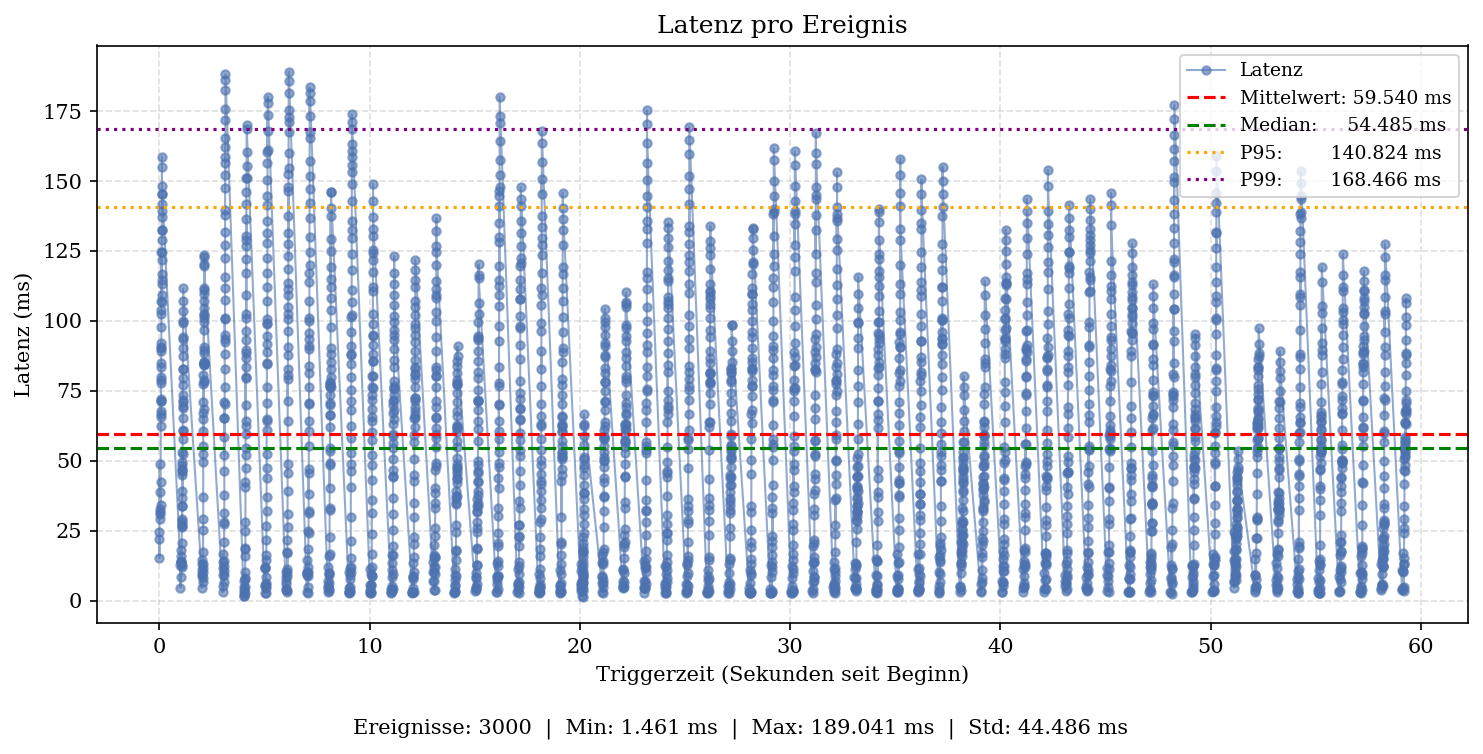 Latenz pro Ereignis
Latenz (ms)
175
150
125
100
75
50
25
0
Latenz
Mittelwert: 59.540 ms
Median: 54.485 ms
P95: 140.824 ms
P99: 168.466 ms
0 10 20 30 40 50 60
Triggerzeit (Sekunden seit Beginn)
Ereignisse: 3000 | Min: 1.461 ms | Max: 189.041 ms | Std: 44.486 ms